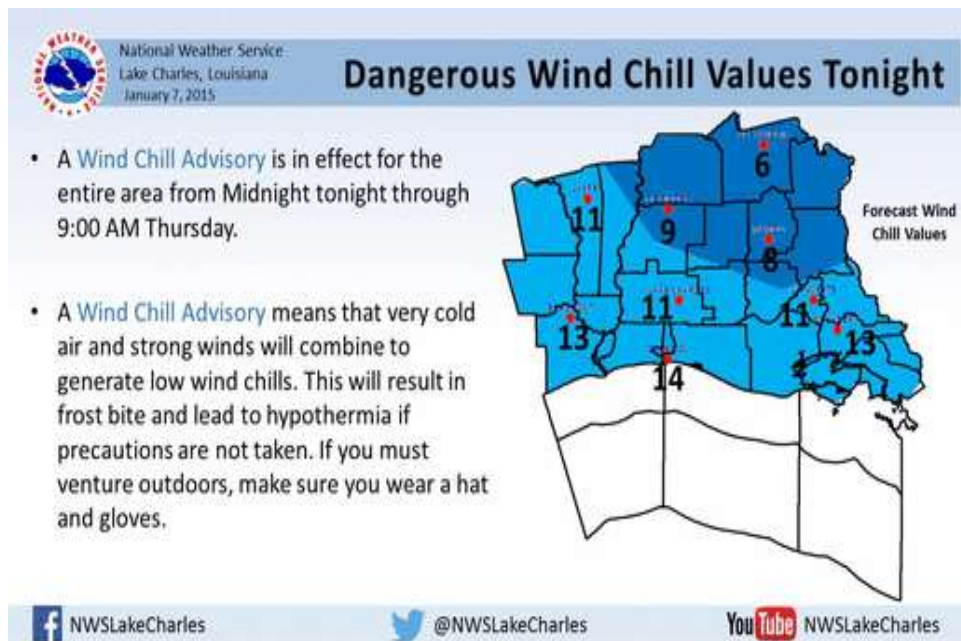 National Weather Service
Lake Charles, Louisiana
January 7, 2015
Dangerous Wind Chill Values Tonight
NATIONAL WEATHER SERVICE
• A Wind Chill Advisory is in effect for the
entire area from Midnight tonight through
9:00 AM Thursday.
• A Wind Chill Advisory means that very cold
air and strong winds will combine to
generate low wind chills. This will result in
frost bite and lead to hypothermia if
precautions are not taken. If you must
venture outdoors, make sure you wear a hat
and gloves.
Forecast Wind
Chill Values
6
11
9
8
11
11
13
13
14
NWSLakeCharles
@NWSLakeCharles
YouTube NWSLakeCharles